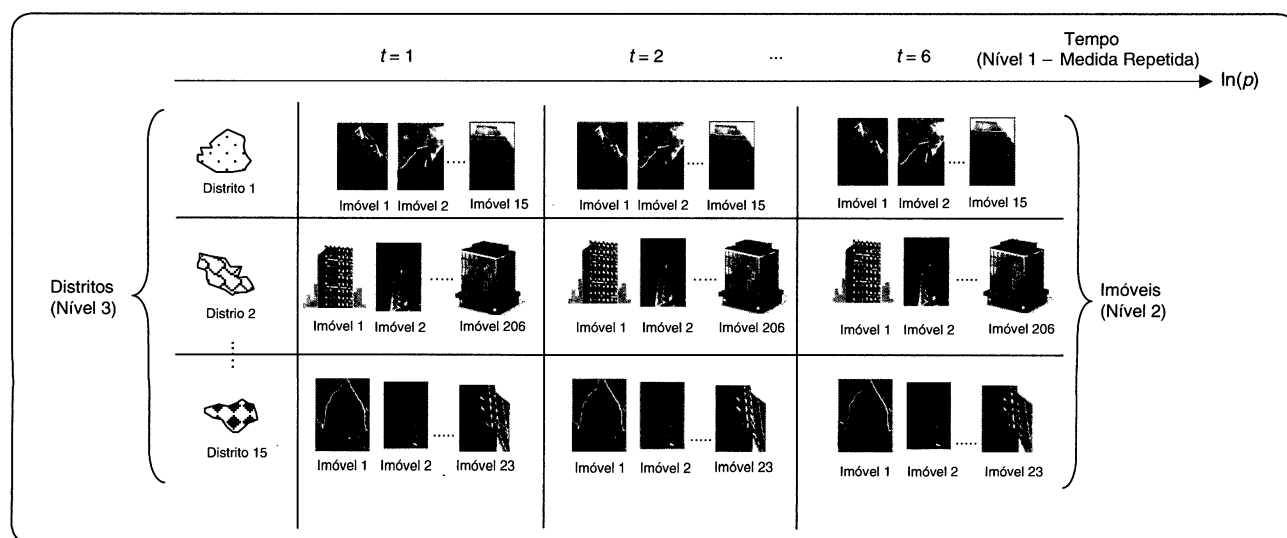 t = 1
t = 2
...
t = 6
Tempo
(Nível 1 – Medida Repetida)
ln(p)
Distritos
(Nível 3)
Distrito 1
Imóvel 1 Imóvel 2 ..... Imóvel 15
Imóvel 1 Imóvel 2 ..... Imóvel 15
Imóvel 1 Imóvel 2 ..... Imóvel 15
Distrio 2
Imóvel 1 Imóvel 2 ..... Imóvel 206
Imóvel 1 Imóvel 2 ..... Imóvel 206
Imóvel 1 Imóvel 2 ..... Imóvel 206
Distrito 15
Imóvel 1 Imóvel 2 ..... Imóvel 23
Imóvel 1 Imóvel 2 ..... Imóvel 23
Imóvel 1 Imóvel 2 ..... Imóvel 23
Imóveis
(Nível 2)